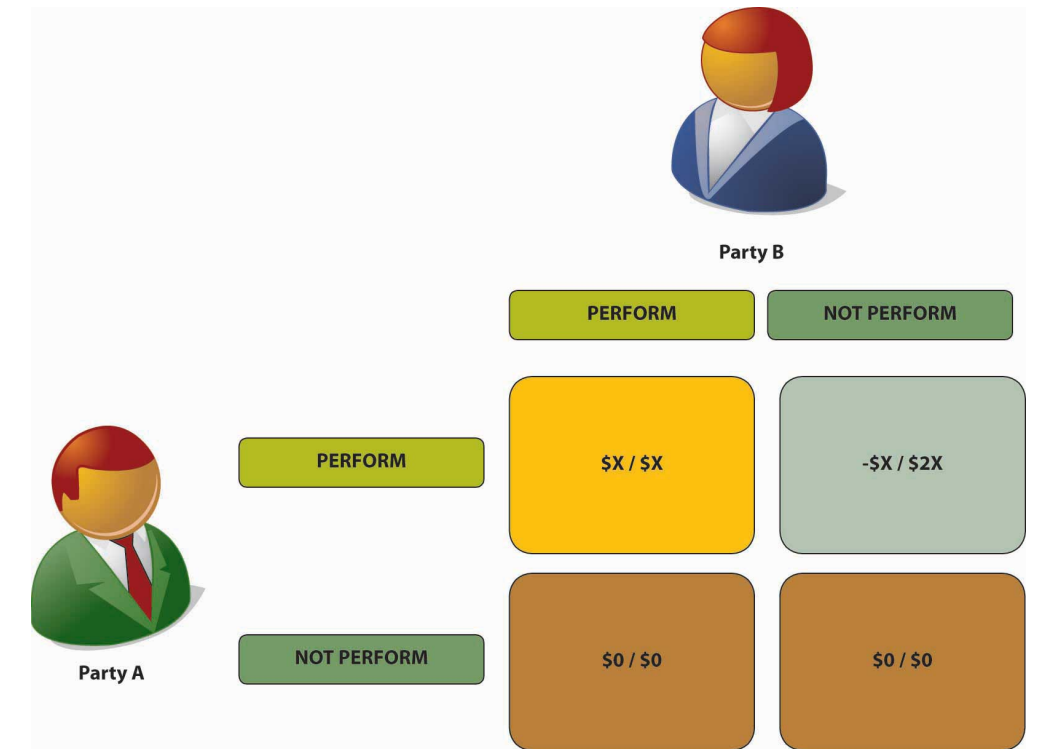 Party B
PERFORM
NOT PERFORM
PERFORM
$X / $X
-$X / $2X
Party A
NOT PERFORM
$0 / $0
$0 / $0